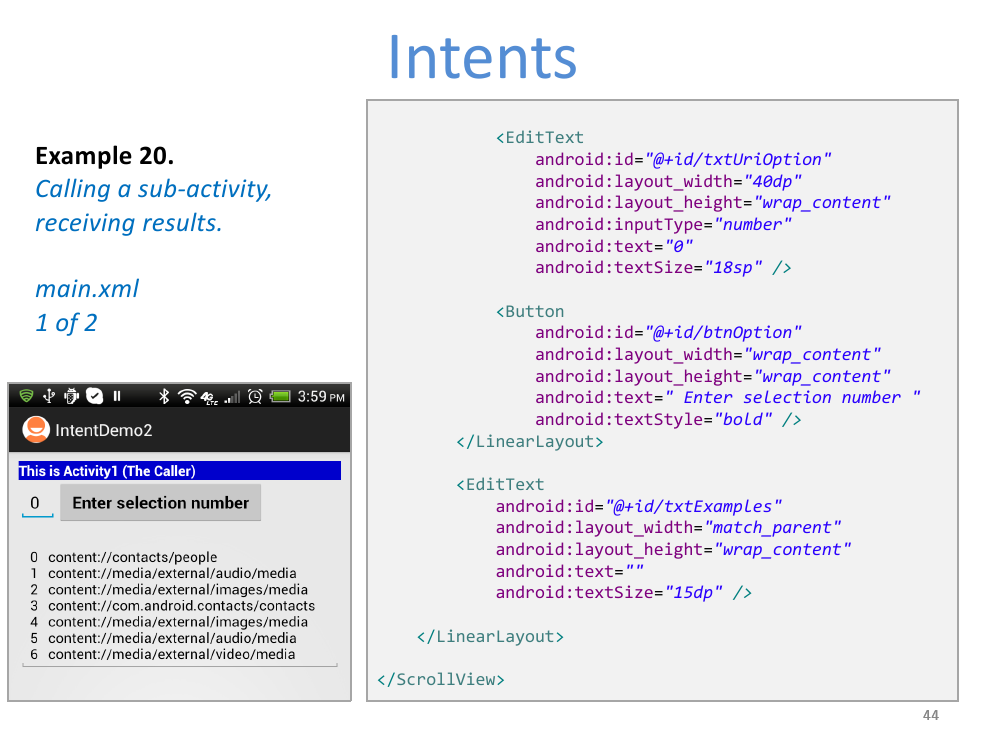 Intents
Example 20.
Calling a sub-activity,
receiving results.
main.xml
1 of 2
<EditText
android:id="@+id/txtUriOption"
android:layout_width="40dp"
android:layout_height="wrap_content"
android:inputType="number"
android:text="0"
android:textSize="18sp" />
<Button
android:id="@+id/btnOption"
android:layout_width="wrap_content"
android:layout_height="wrap_content"
android:text=" Enter selection number "
android:textStyle="bold" />
</LinearLayout>
<EditText
android:id="@+id/txtExamples"
android:layout_width="match_parent"
android:layout_height="wrap_content"
android:text=""
android:textSize="15dp" />
</LinearLayout>
</ScrollView>
4G LTE 3:59 PM
IntentDemo2
This is Activity1 (The Caller)
0 Enter selection number
0 content://contacts/people
1 content://media/external/audio/media
2 content://media/external/images/media
3 content://com.android.contacts/contacts
4 content://media/external/images/media
5 content://media/external/audio/media
6 content://media/external/video/media
44